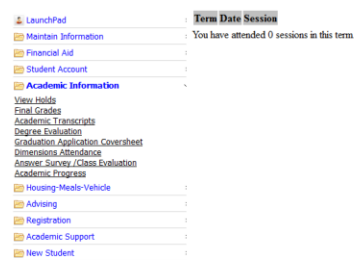 LaunchPad
Maintain Information
Financial Aid
Student Account
Academic Information
View Holds
Final Grades
Academic Transcripts
Degree Evaluation
Graduation Application Coversheet
Dimensions Attendance
Answer Survey /Class Evaluation
Academic Progress
Housing-Meals-Vehicle
Advising
Registration
Academic Support
New Student
Term Date Session
You have attended 0 sessions in this term